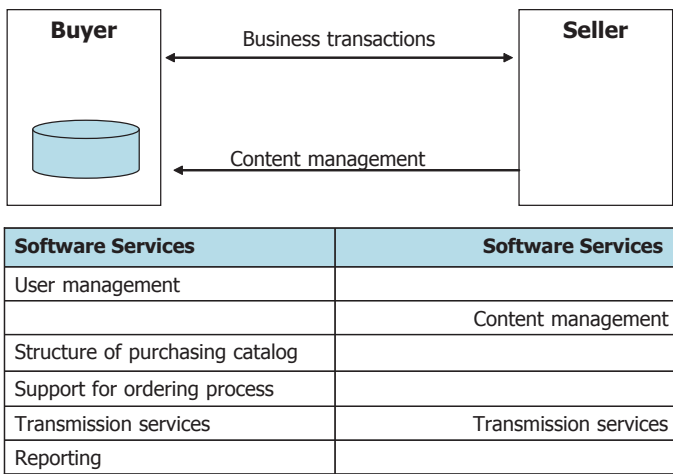 Buyer
Business transactions
Seller
Content management
Software Services Software Services
User management
Content management
Structure of purchasing catalog
Support for ordering process
Transmission services Transmission services
Reporting